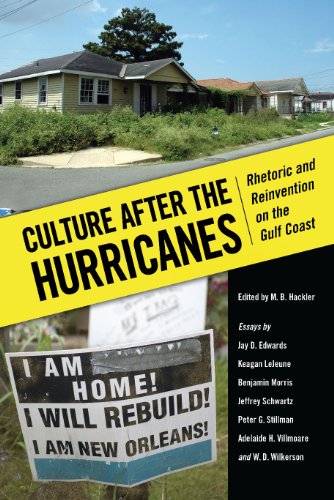 CULTURE AFTER THE
HURRICANES
Rhetoric and
Reinvention
on the
Gulf Coast
Edited by M. B. Hackler
Essays by
Jay D. Edwards
Keagan LeJeune
Benjamin Morris
Jeffrey Schwartz
Peter G. Stillman
Adelaide H. Villmoare
and W. D. Wilkerson
I AM
HOME!
I WILL REBUILD!
I AM NEW ORLEANS!